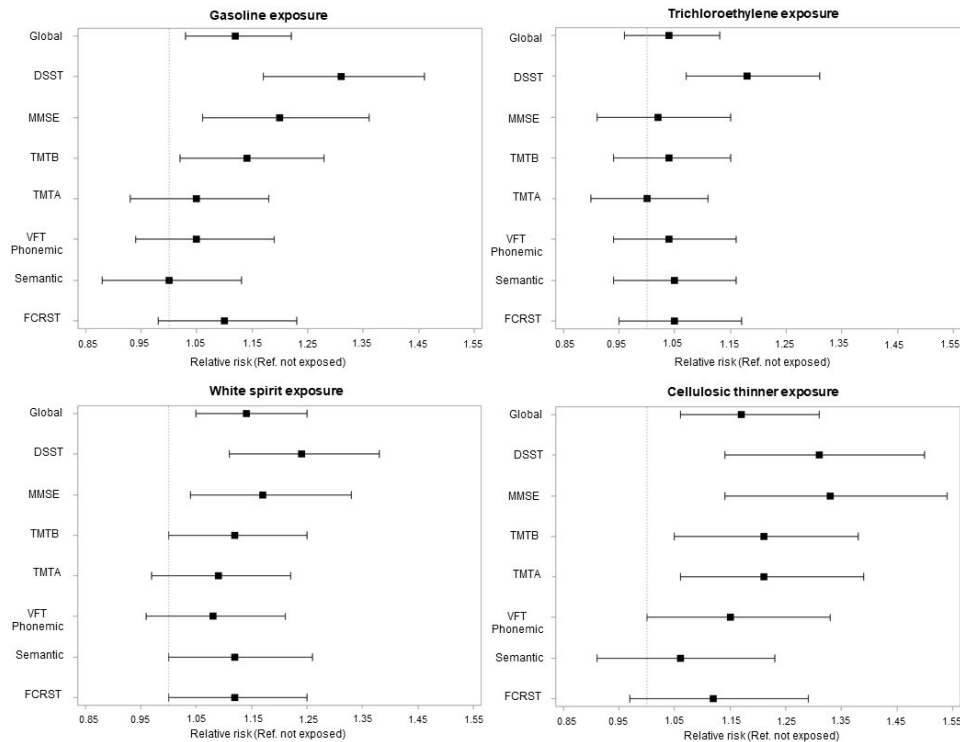 Gasoline exposure
Global
DSST
MMSE
TMTB
TMTA
VFT
Phonemic
Semantic
FCRST
0.85 0.95 1.05 1.15 1.25 1.35 1.45 1.55
Relative risk (Ref. not exposed)
Trichloroethylene exposure
Global
DSST
MMSE
TMTB
TMTA
VFT
Phonemic
Semantic
FCRST
0.85 0.95 1.05 1.15 1.25 1.35 1.45 1.55
Relative risk (Ref. not exposed)
White spirit exposure
Global
DSST
MMSE
TMTB
TMTA
VFT
Phonemic
Semantic
FCRST
0.85 0.95 1.05 1.15 1.25 1.35 1.45 1.55
Relative risk (Ref. not exposed)
Cellulosic thinner exposure
Global
DSST
MMSE
TMTB
TMTA
VFT
Phonemic
Semantic
FCRST
0.85 0.95 1.05 1.15 1.25 1.35 1.45 1.55
Relative risk (Ref. not exposed)